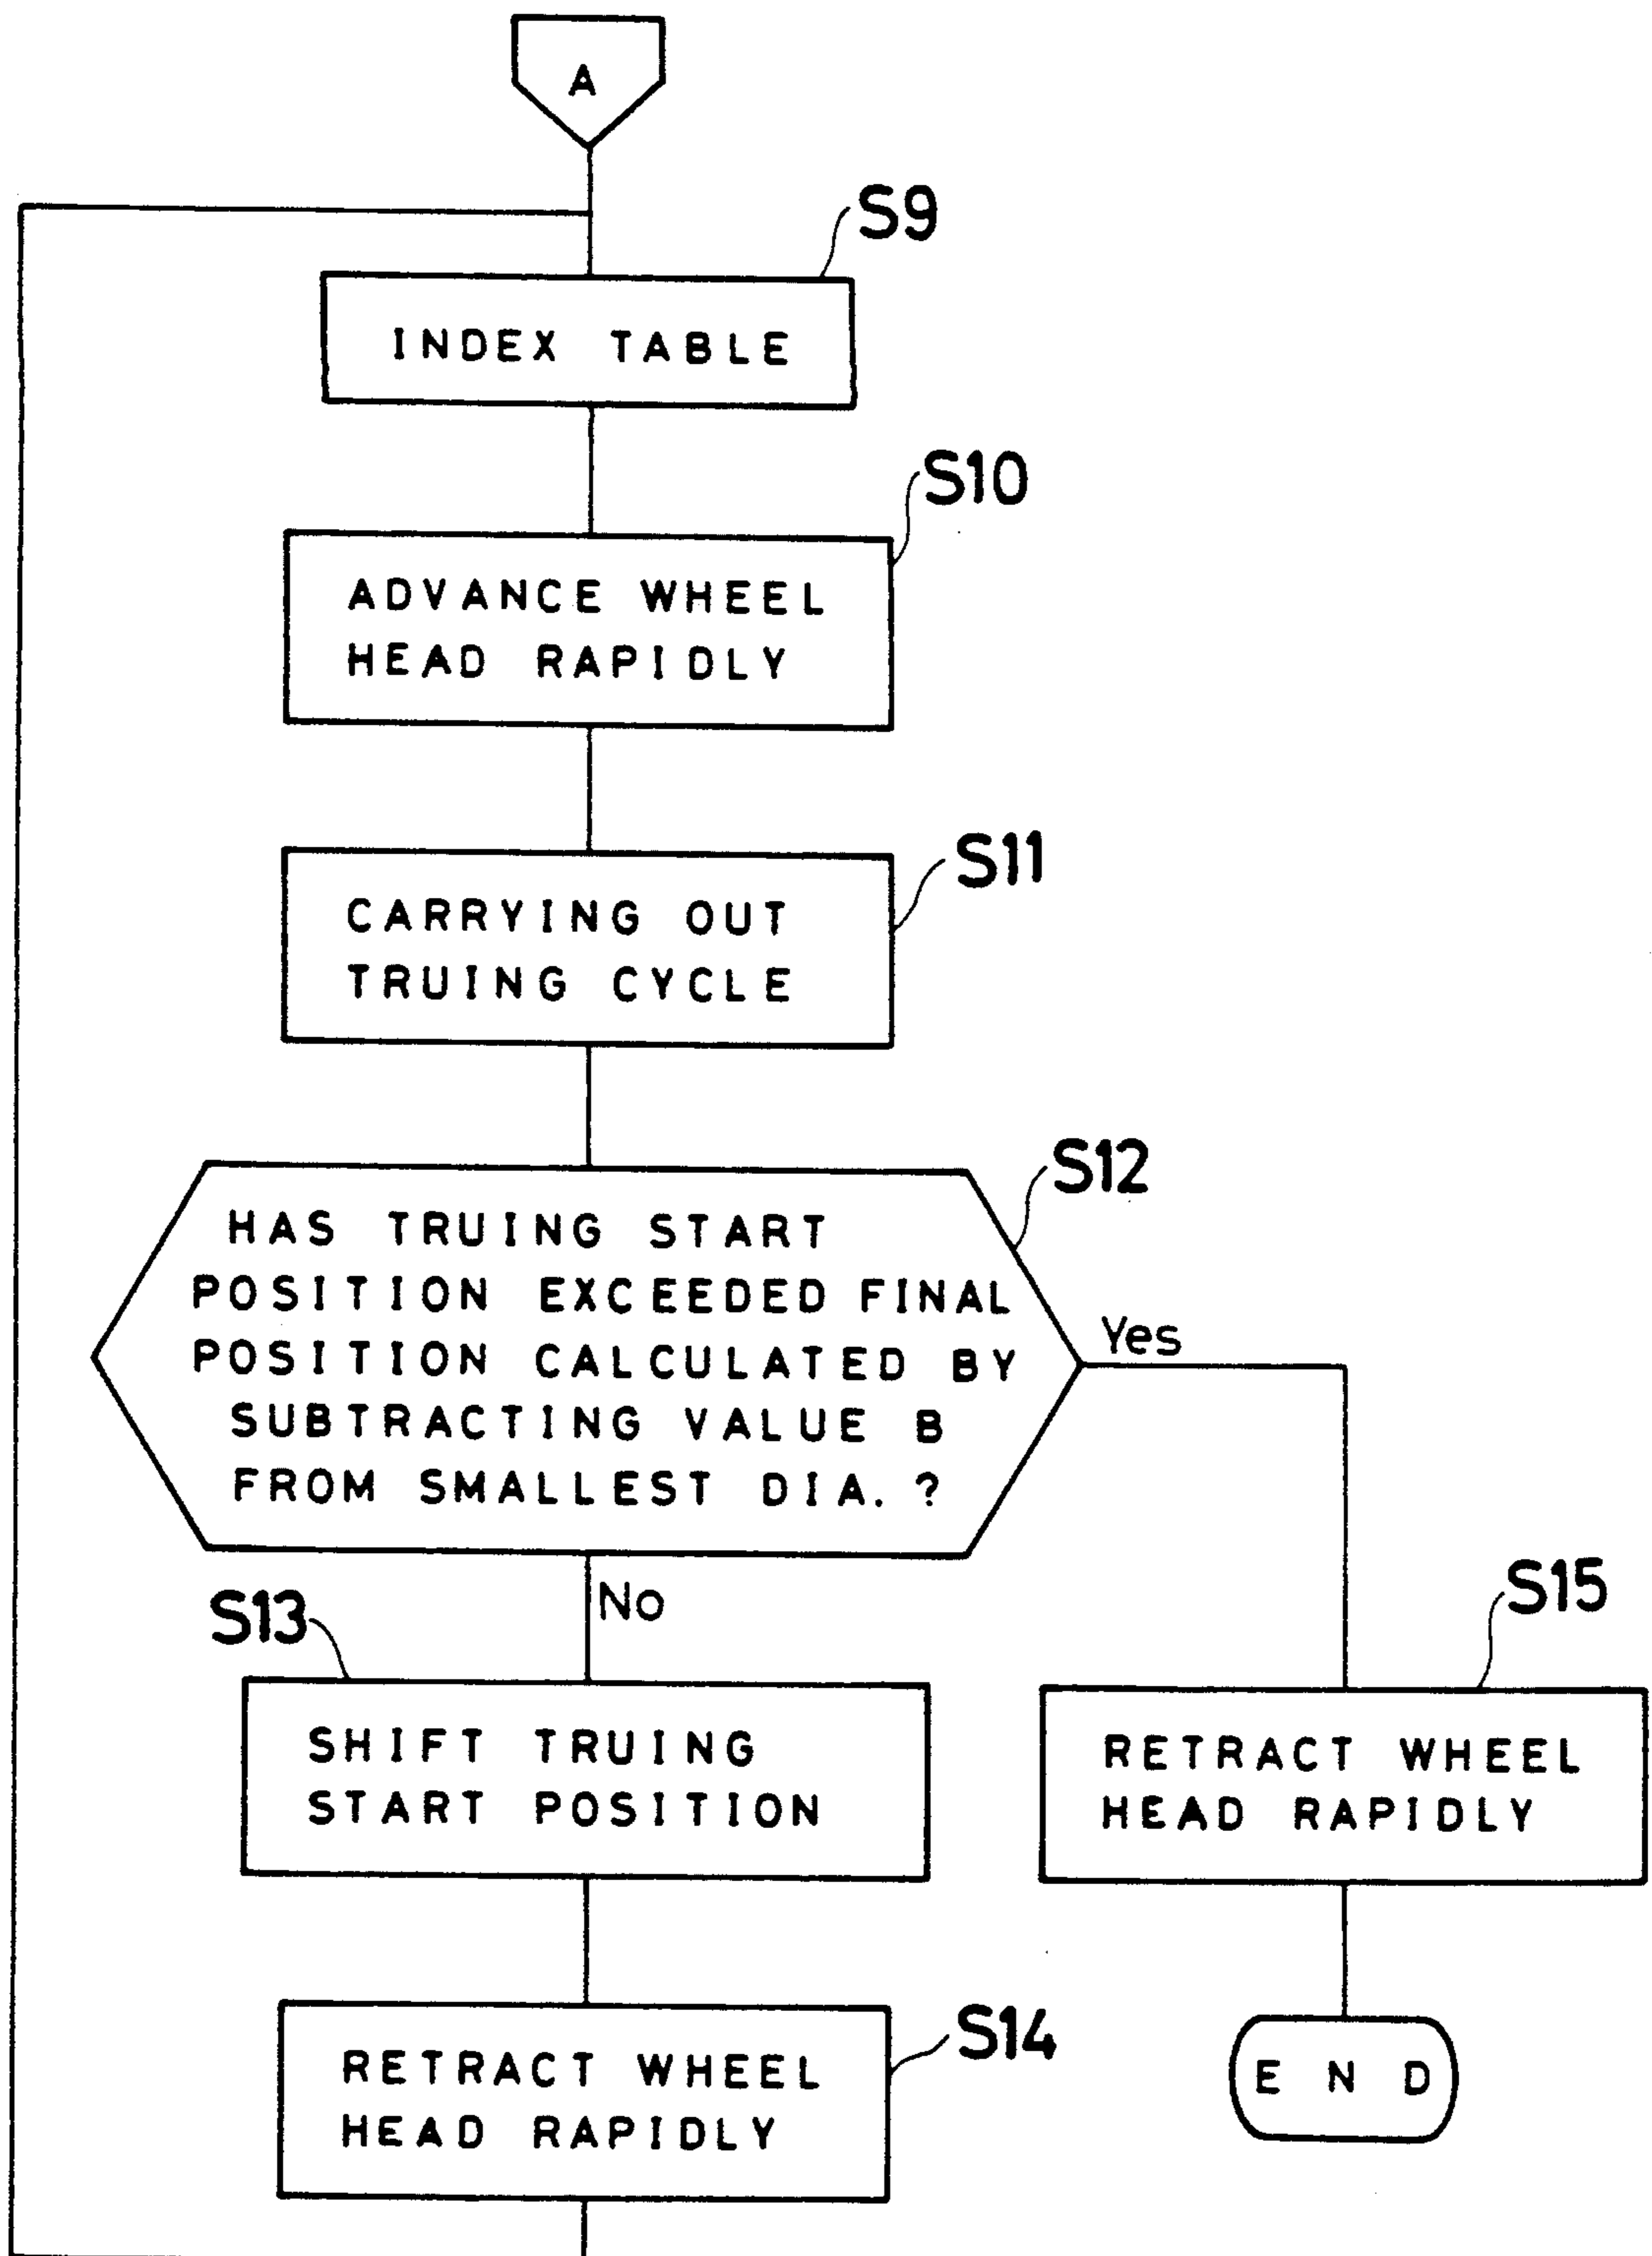 A
S9
INDEX TABLE
S10
ADVANCE WHEEL
HEAD RAPIDLY
S11
CARRYING OUT
TRUING CYCLE
S12
HAS TRUING START
POSITION EXCEEDED FINAL
POSITION CALCULATED BY
SUBTRACTING VALUE B
FROM SMALLEST DIA. ?
Yes
No
S13
SHIFT TRUING
START POSITION
S14
RETRACT WHEEL
HEAD RAPIDLY
S15
RETRACT WHEEL
HEAD RAPIDLY
END